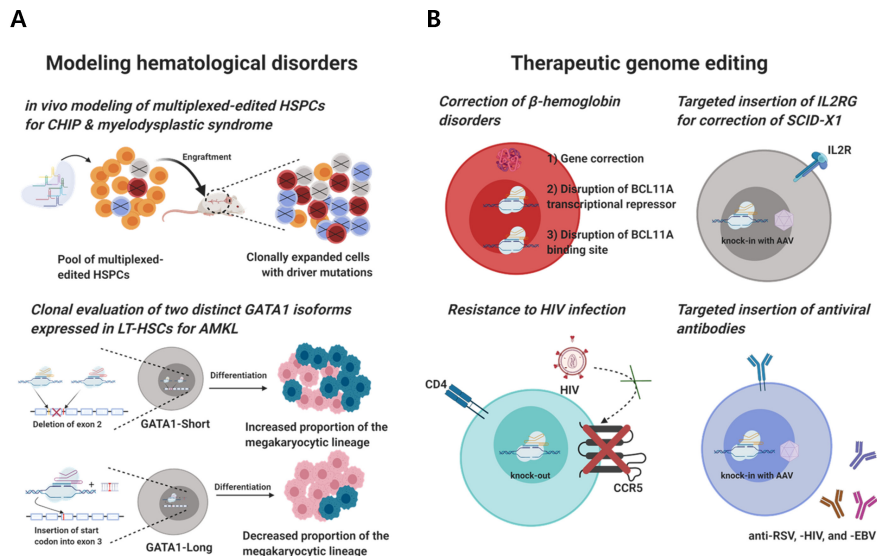 A
Modeling hematological disorders
in vivo modeling of multiplexed-edited HSPCs
for CHIP & myelodysplastic syndrome
Engraftment
Pool of multiplexed-
edited HSPCs
Clonally expanded cells
with driver mutations
Clonal evaluation of two distinct GATA1 isoforms
expressed in LT-HSCs for AMKL
Deletion of exon 2
GATA1-Short
Differentiation
Increased proportion of the
megakaryocytic lineage
+
Insertion of start
codon into exon 3
GATA1-Long
Differentiation
Decreased proportion of the
megakaryocytic lineage
B
Therapeutic genome editing
Correction of β-hemoglobin
disorders
1) Gene correction
2) Disruption of BCL11A
transcriptional repressor
3) Disruption of BCL11A
binding site
Targeted insertion of IL2RG
for correction of SCID-X1
IL2R
knock-in with AAV
Resistance to HIV infection
CD4
HIV
knock-out
CCR5
Targeted insertion of antiviral
antibodies
knock-in with AAV
anti-RSV, -HIV, and -EBV